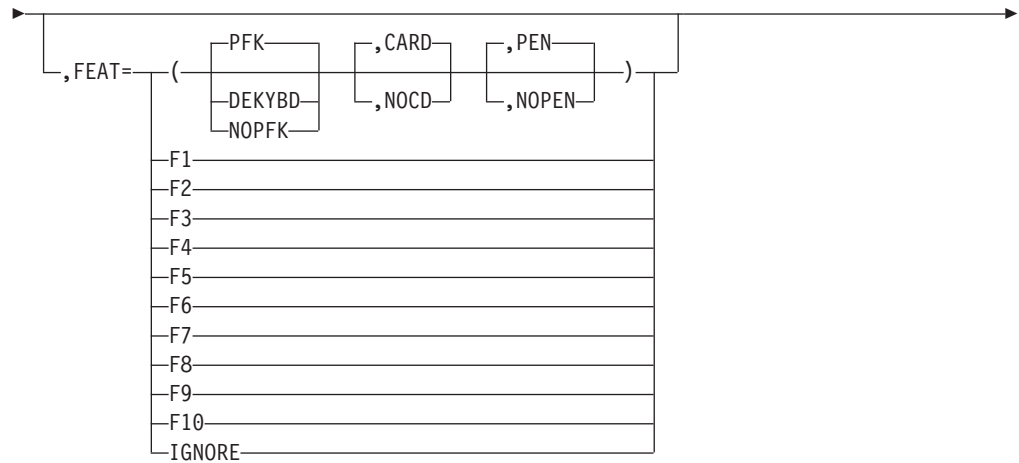 PFK ,CARD ,PEN
,FEAT= ( )
DEKYBD ,NOCD ,NOPEN
NOPFK
F1
F2
F3
F4
F5
F6
F7
F8
F9
F10
IGNORE